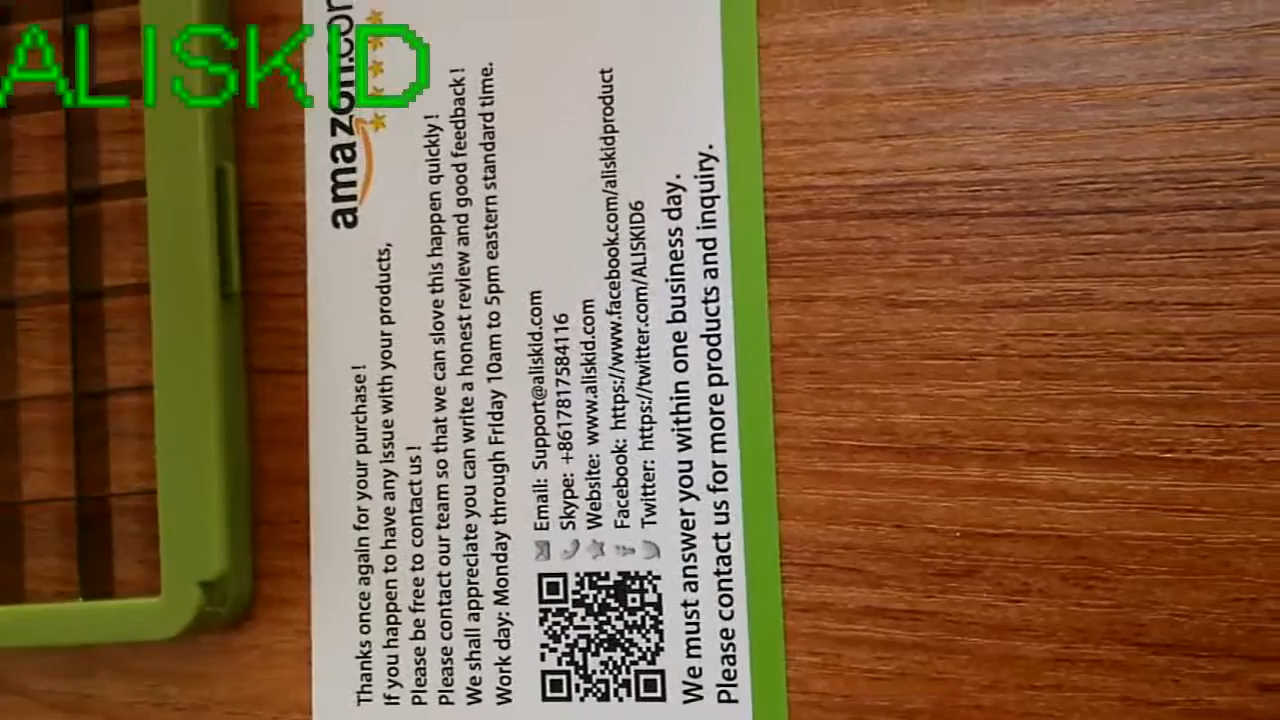 ALISKID
amazon.com
Thanks once again for your purchase!
If you happen to have any issue with your products,
Please be free to contact us!
Please contact our team so that we can slove this happen quickly!
We shall appreciate you can write a honest review and good feedback!
Work day: Monday through Friday 10am to 5pm eastern standard time.
Email: Support@aliskid.com
Skype: +8617817584116
Website: www.aliskid.com
Facebook: https://www.facebook.com/aliskidproduct
Twitter: https://twitter.com/ALISKID6
We must answer you within one business day.
Please contact us for more products and inquiry.